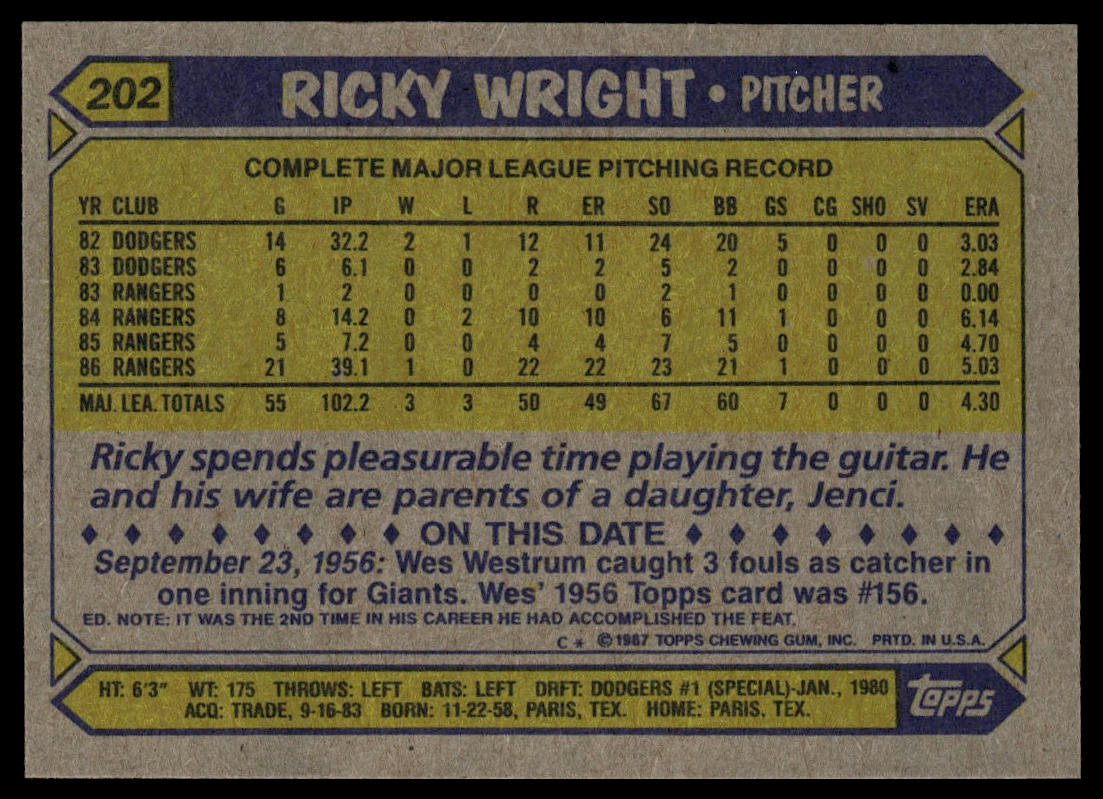 202 RICKY WRIGHT • PITCHER
COMPLETE MAJOR LEAGUE PITCHING RECORD
YR CLUB G IP W L R ER SO BB GS CG SHO SV ERA
82 DODGERS 14 32.2 2 1 12 11 24 20 5 0 0 0 3.03
83 DODGERS 6 6.1 0 0 2 2 5 2 0 0 0 0 2.84
83 RANGERS 1 2 0 0 0 0 2 1 0 0 0 0 0.00
84 RANGERS 8 14.2 0 2 10 10 6 11 1 0 0 0 6.14
85 RANGERS 5 7.2 0 0 4 4 7 5 0 0 0 0 4.70
86 RANGERS 21 39.1 1 0 22 22 23 21 1 0 0 0 5.03
MAJ. LEA. TOTALS 55 102.2 3 3 50 49 67 60 7 0 0 0 4.30
Ricky spends pleasurable time playing the guitar. He
and his wife are parents of a daughter, Jenci.
♦ ♦ ♦ ♦ ♦ ♦ ♦ ♦ ON THIS DATE ♦ ♦ ♦ ♦ ♦ ♦ ♦ ♦
September 23, 1956: Wes Westrum caught 3 fouls as catcher in
one inning for Giants. Wes' 1956 Topps card was #156.
ED. NOTE: IT WAS THE 2ND TIME IN HIS CAREER HE HAD ACCOMPLISHED THE FEAT.
C * © 1987 TOPPS CHEWING GUM, INC. PRTD. IN U.S.A.
HT: 6'3" WT: 175 THROWS: LEFT BATS: LEFT DRFT: DODGERS #1 (SPECIAL)-JAN., 1980
ACQ: TRADE, 9-16-83 BORN: 11-22-58, PARIS, TEX. HOME: PARIS, TEX.
topps